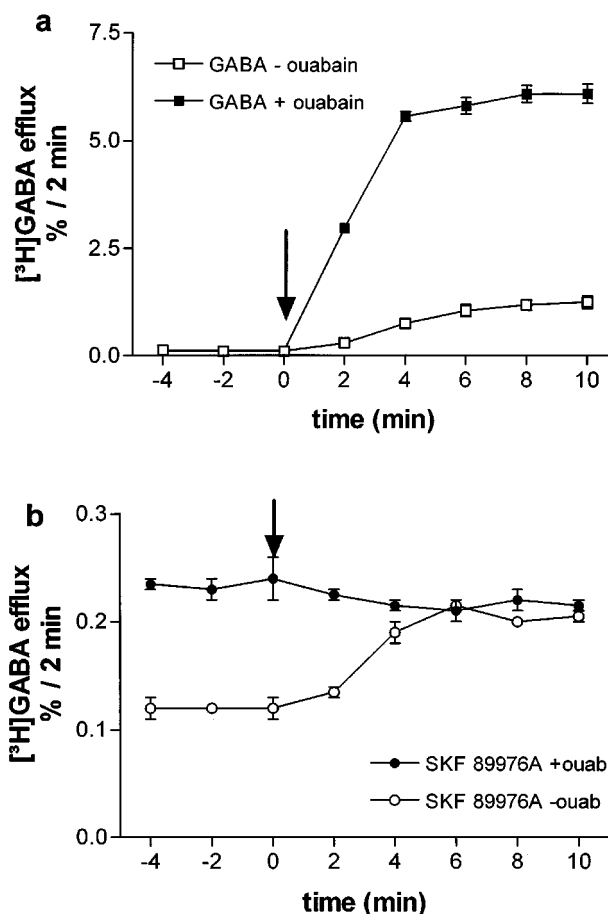 a
7.5
5.0
2.5
0.0
[³H]GABA efflux
% / 2 min
GABA - ouabain
GABA + ouabain
-4 -2 0 2 4 6 8 10
time (min)
b
0.3
0.2
0.1
0.0
[³H]GABA efflux
% / 2 min
SKF 89976A +ouab
SKF 89976A -ouab
-4 -2 0 2 4 6 8 10
time (min)